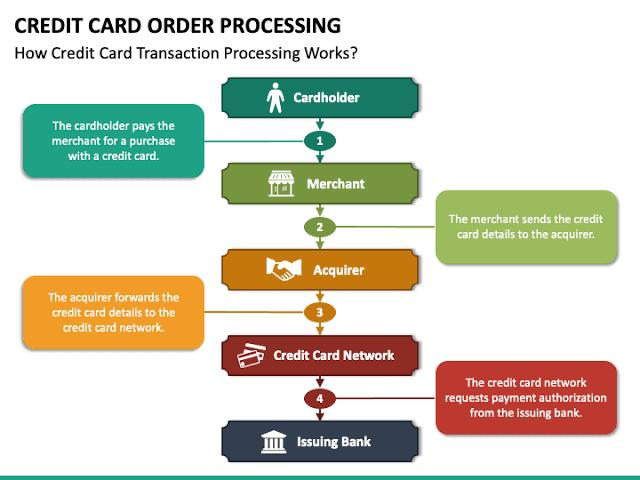 CREDIT CARD ORDER PROCESSING
How Credit Card Transaction Processing Works?
Cardholder
The cardholder pays the
merchant for a purchase
with a credit card.
1
Merchant
2
The merchant sends the credit
card details to the acquirer.
Acquirer
The acquirer forwards the
credit card details to the
credit card network.
3
Credit Card Network
4
The credit card network
requests payment authorization
from the issuing bank.
Issuing Bank